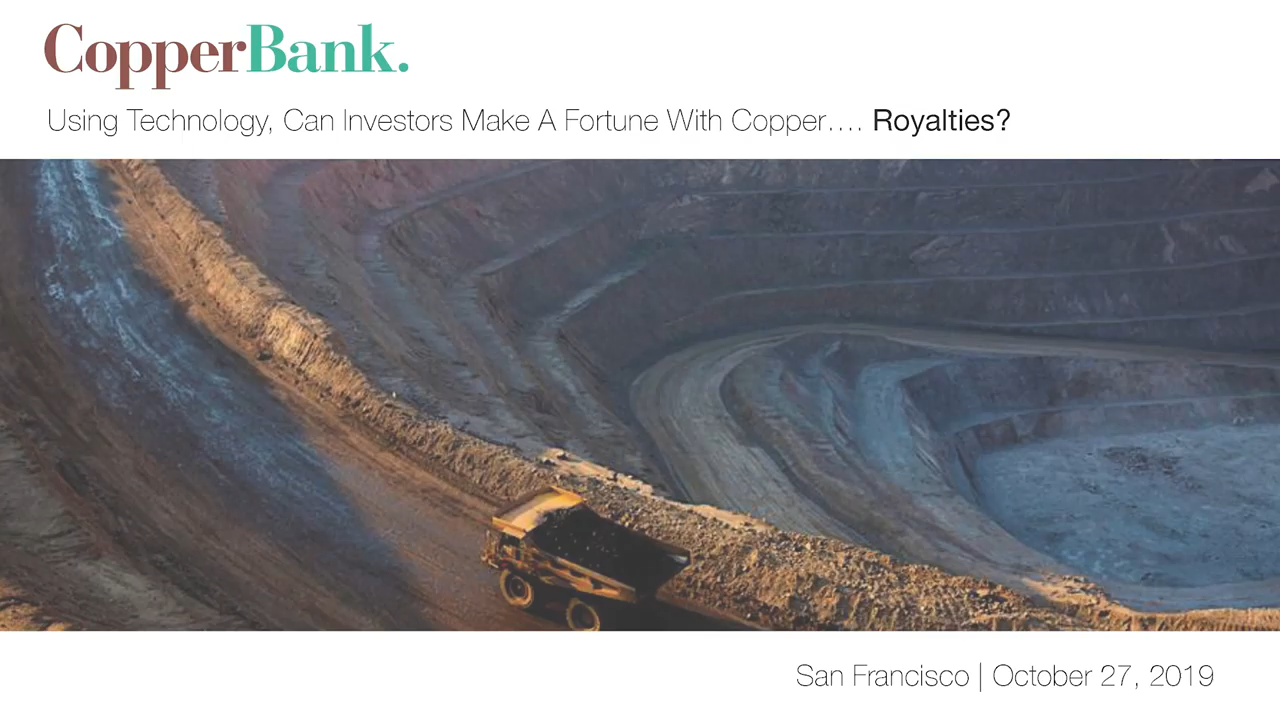 CopperBank.
Using Technology, Can Investors Make A Fortune With Copper.... Royalties?
San Francisco | October 27, 2019